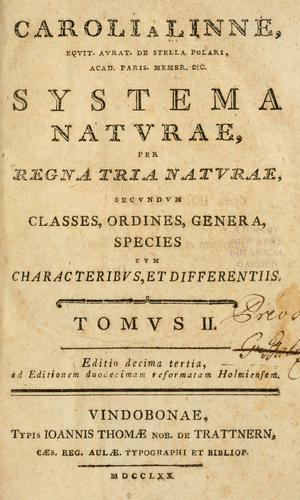 CAROLI A LINNÉ,
EQVIT. AVRAT. DE STELLA POLARI,
ACAD. PARIS. MEMBR. &C.
SYSTEMA
NATVRAE,
PER
REGNA TRIA NATVRAE,
SECVNDVM
CLASSES, ORDINES, GENERA,
SPECIES
CVM
CHARACTERIBVS, ET DIFFERENTIIS.
TOMVS II.
Editio decima tertia,
ad Editionem duodecimam reformatam Holmiensem.
VINDOBONAE,
TYPIS IOANNIS THOMÆ NOB. DE TRATTNERN,
CÆS. REG. AULÆ. TYPOGRAPHI ET BIBLIOP.
MDCCLXX.